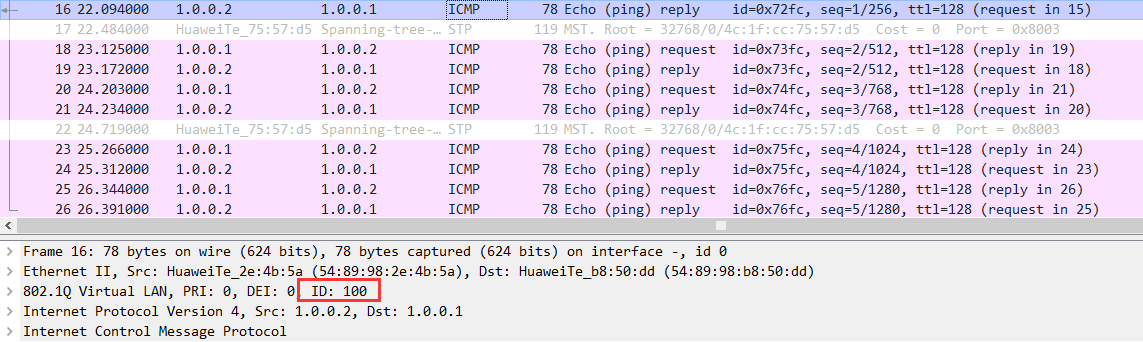 16 22.094000 1.0.0.2 1.0.0.1 ICMP 78 Echo (ping) reply id=0x72fc, seq=1/256, ttl=128 (request in 15)
17 22.484000 HuaweiTe_75:57:d5 Spanning-tree-… STP 119 MST. Root = 32768/0/4c:1f:cc:75:57:d5 Cost = 0 Port = 0x8003
18 23.125000 1.0.0.1 1.0.0.2 ICMP 78 Echo (ping) request id=0x73fc, seq=2/512, ttl=128 (reply in 19)
19 23.172000 1.0.0.2 1.0.0.1 ICMP 78 Echo (ping) reply id=0x73fc, seq=2/512, ttl=128 (request in 18)
20 24.203000 1.0.0.1 1.0.0.2 ICMP 78 Echo (ping) request id=0x74fc, seq=3/768, ttl=128 (reply in 21)
21 24.234000 1.0.0.2 1.0.0.1 ICMP 78 Echo (ping) reply id=0x74fc, seq=3/768, ttl=128 (request in 20)
22 24.719000 HuaweiTe_75:57:d5 Spanning-tree-… STP 119 MST. Root = 32768/0/4c:1f:cc:75:57:d5 Cost = 0 Port = 0x8003
23 25.266000 1.0.0.1 1.0.0.2 ICMP 78 Echo (ping) request id=0x75fc, seq=4/1024, ttl=128 (reply in 24)
24 25.312000 1.0.0.2 1.0.0.1 ICMP 78 Echo (ping) reply id=0x75fc, seq=4/1024, ttl=128 (request in 23)
25 26.344000 1.0.0.1 1.0.0.2 ICMP 78 Echo (ping) request id=0x76fc, seq=5/1280, ttl=128 (reply in 26)
26 26.391000 1.0.0.2 1.0.0.1 ICMP 78 Echo (ping) reply id=0x76fc, seq=5/1280, ttl=128 (request in 25)
Frame 16: 78 bytes on wire (624 bits), 78 bytes captured (624 bits) on interface -, id 0
Ethernet II, Src: HuaweiTe_2e:4b:5a (54:89:98:2e:4b:5a), Dst: HuaweiTe_b8:50:dd (54:89:98:b8:50:dd)
802.1Q Virtual LAN, PRI: 0, DEI: 0, ID: 100
Internet Protocol Version 4, Src: 1.0.0.2, Dst: 1.0.0.1
Internet Control Message Protocol